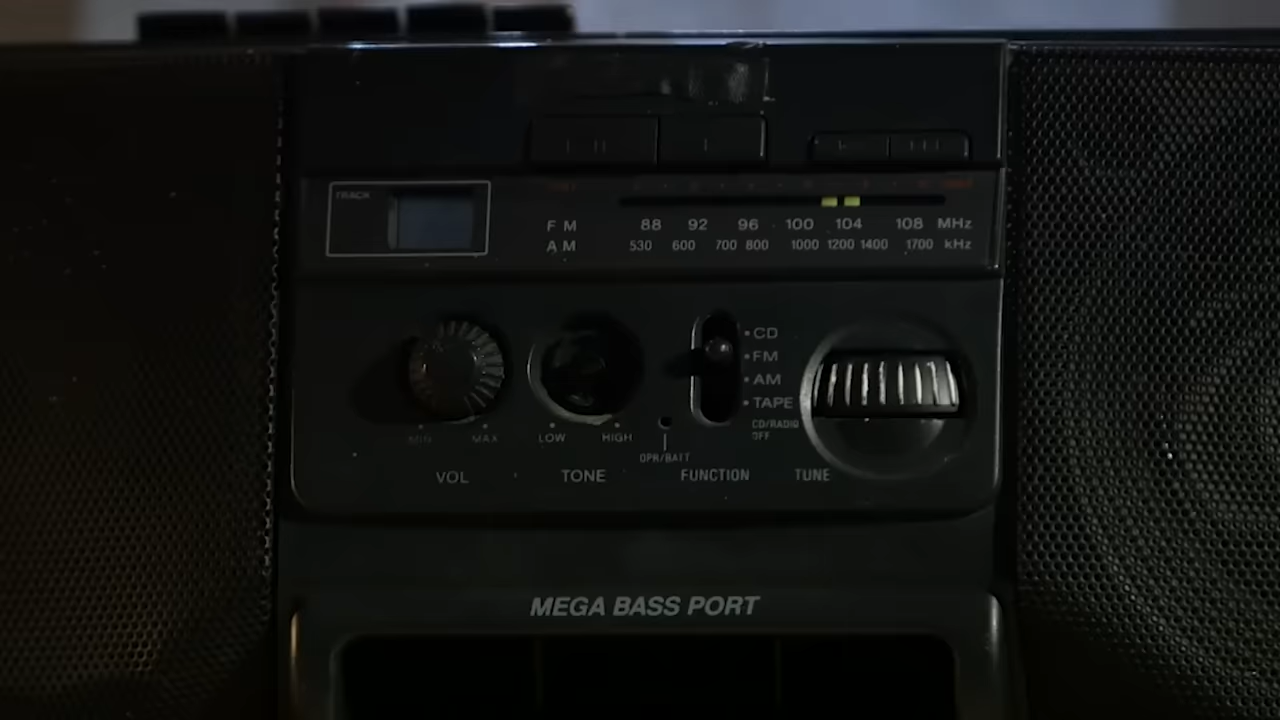 TRACK
FM 88 92 96 100 104 108 MHz
AM 530 600 700 800 1000 1200 1400 1700 kHz
CD
FM
AM
TAPE
CD/RADIO
OFF
MIN MAX
LOW HIGH
OPR/BATT
VOL
TONE
FUNCTION
TUNE
MEGA BASS PORT